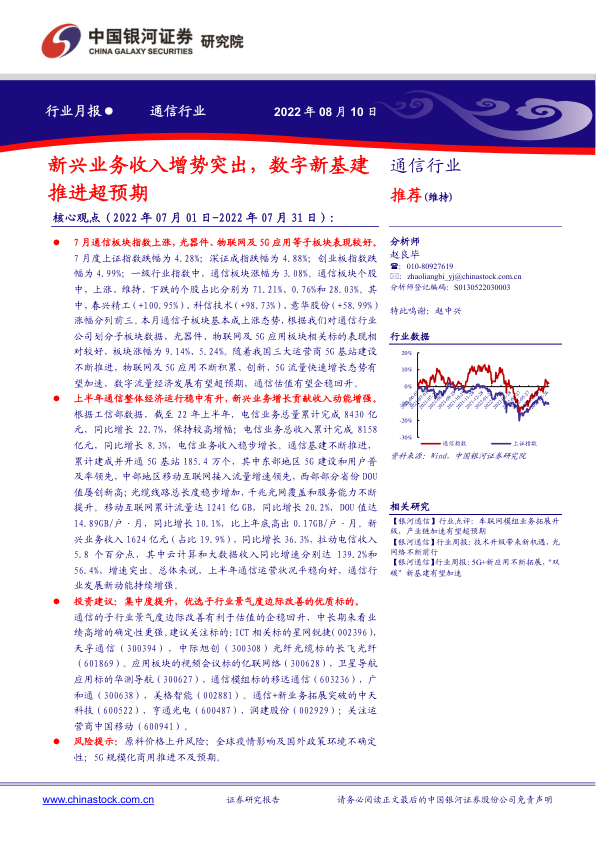 中国银河证券 研究院
CHINA GALAXY SECURITIES
行业月报● 通信行业 2022 年 08 月 10 日
新兴业务收入增势突出，数字新基建
推进超预期
核心观点（2022 年 07 月 01 日-2022 年 07 月 31 日）：
● 7 月通信板块指数上涨，光器件、物联网及 5G 应用等子板块表现较好。
7 月度上证指数跌幅为 4.28%；深证成指跌幅为 4.88%；创业板指数跌
幅为 4.99%；一级行业指数中，通信板块涨幅为 3.08%。通信板块个股
中，上涨、维持、下跌的个股占比分别为 71.21%、0.76%和 28.03%。其
中，春兴精工（+100.95%）、科信技术（+98.73%）、意华股份（+58.99%）
涨幅分列前三。本月通信子板块基本成上涨态势，根据我们对通信行业
公司划分子板块数据，光器件、物联网及 5G 应用板块相关标的表现相
对较好，板块涨幅为 9.14%、5.24%。随着我国三大运营商 5G 基站建设
不断推进，物联网及 5G 应用不断积累、创新，5G 流量快速增长态势有
望加速，数字流量经济发展有望超预期，通信估值有望企稳回升。
● 上半年通信整体经济运行稳中有升，新兴业务增长贡献收入动能增强。
根据工信部数据，截至 22 年上半年，电信业务总量累计完成 8430 亿
元，同比增长 22.7%，保持较高增幅；电信业务总收入累计完成 8158
亿元，同比增长 8.3%，电信业务收入稳步增长。通信基建不断推进，
累计建成并开通 5G 基站 185.4 万个，其中东部地区 5G 建设和用户普
及率领先，中部地区移动互联网接入流量增速领先，西部部分省份 DOU
值屡创新高；光缆线路总长度稳步增加，千兆光网覆盖和服务能力不断
提升。移动互联网累计流量达 1241 亿 GB，同比增长 20.2%，DOU 值达
14.89GB/户·月，同比增长 10.1%，比上年底高出 0.17GB/户·月。新
兴业务收入 1624 亿元（占比 19.9%），同比增长 36.3%，拉动电信收入
5.8 个百分点，其中云计算和大数据收入同比增速分别达 139.2%和
56.4%，增速突出。总体来说，上半年通信运营状况平稳向好，通信行
业发展新动能持续增强。
● 投资建议：集中度提升，优选子行业景气度边际改善的优质标的。
通信的子行业景气度边际改善有利于估值的企稳回升，中长期来看业
绩高增的确定性更强。建议关注标的：ICT 相关标的星网锐捷(002396)，
天孚通信（300394），中际旭创（300308）光纤光缆标的长飞光纤
（601869）。应用板块的视频会议标的亿联网络（300628），卫星导航
应用标的华测导航（300627），通信模组标的移远通信（603236），广
和通（300638），美格智能（002881）。通信+新业务拓展突破的中天
科技（600522），亨通光电（600487），润建股份（002929）；关注运
营商中国移动（600941）。
● 风险提示：原料价格上升风险；全球疫情影响及国外政策环境不确定
性；5G 规模化商用推进不及预期。
通信行业
推荐(维持)
分析师
赵良毕
☎：010-80927619
✉：zhaoliangbi_yj@chinastock.com.cn
分析师登记编码：S0130522030003
特此鸣谢：赵中兴
行业数据
20%
10%
0%
-10%
-20%
-30%
通信指数 上证指数
资料来源：Wind，中国银河证券研究院
相关研究
【银河通信】行业点评：车联网模组业务拓展升
级，产业链加速有望超预期
【银河通信】行业周报：技术升级带来新机遇，光
网络不断前行
【银河通信】行业周报：5G+新应用不断拓展，“双
碳”新基建有望加速
www.chinastock.com.cn 证券研究报告 请务必阅读正文最后的中国银河证券股份公司免责声明